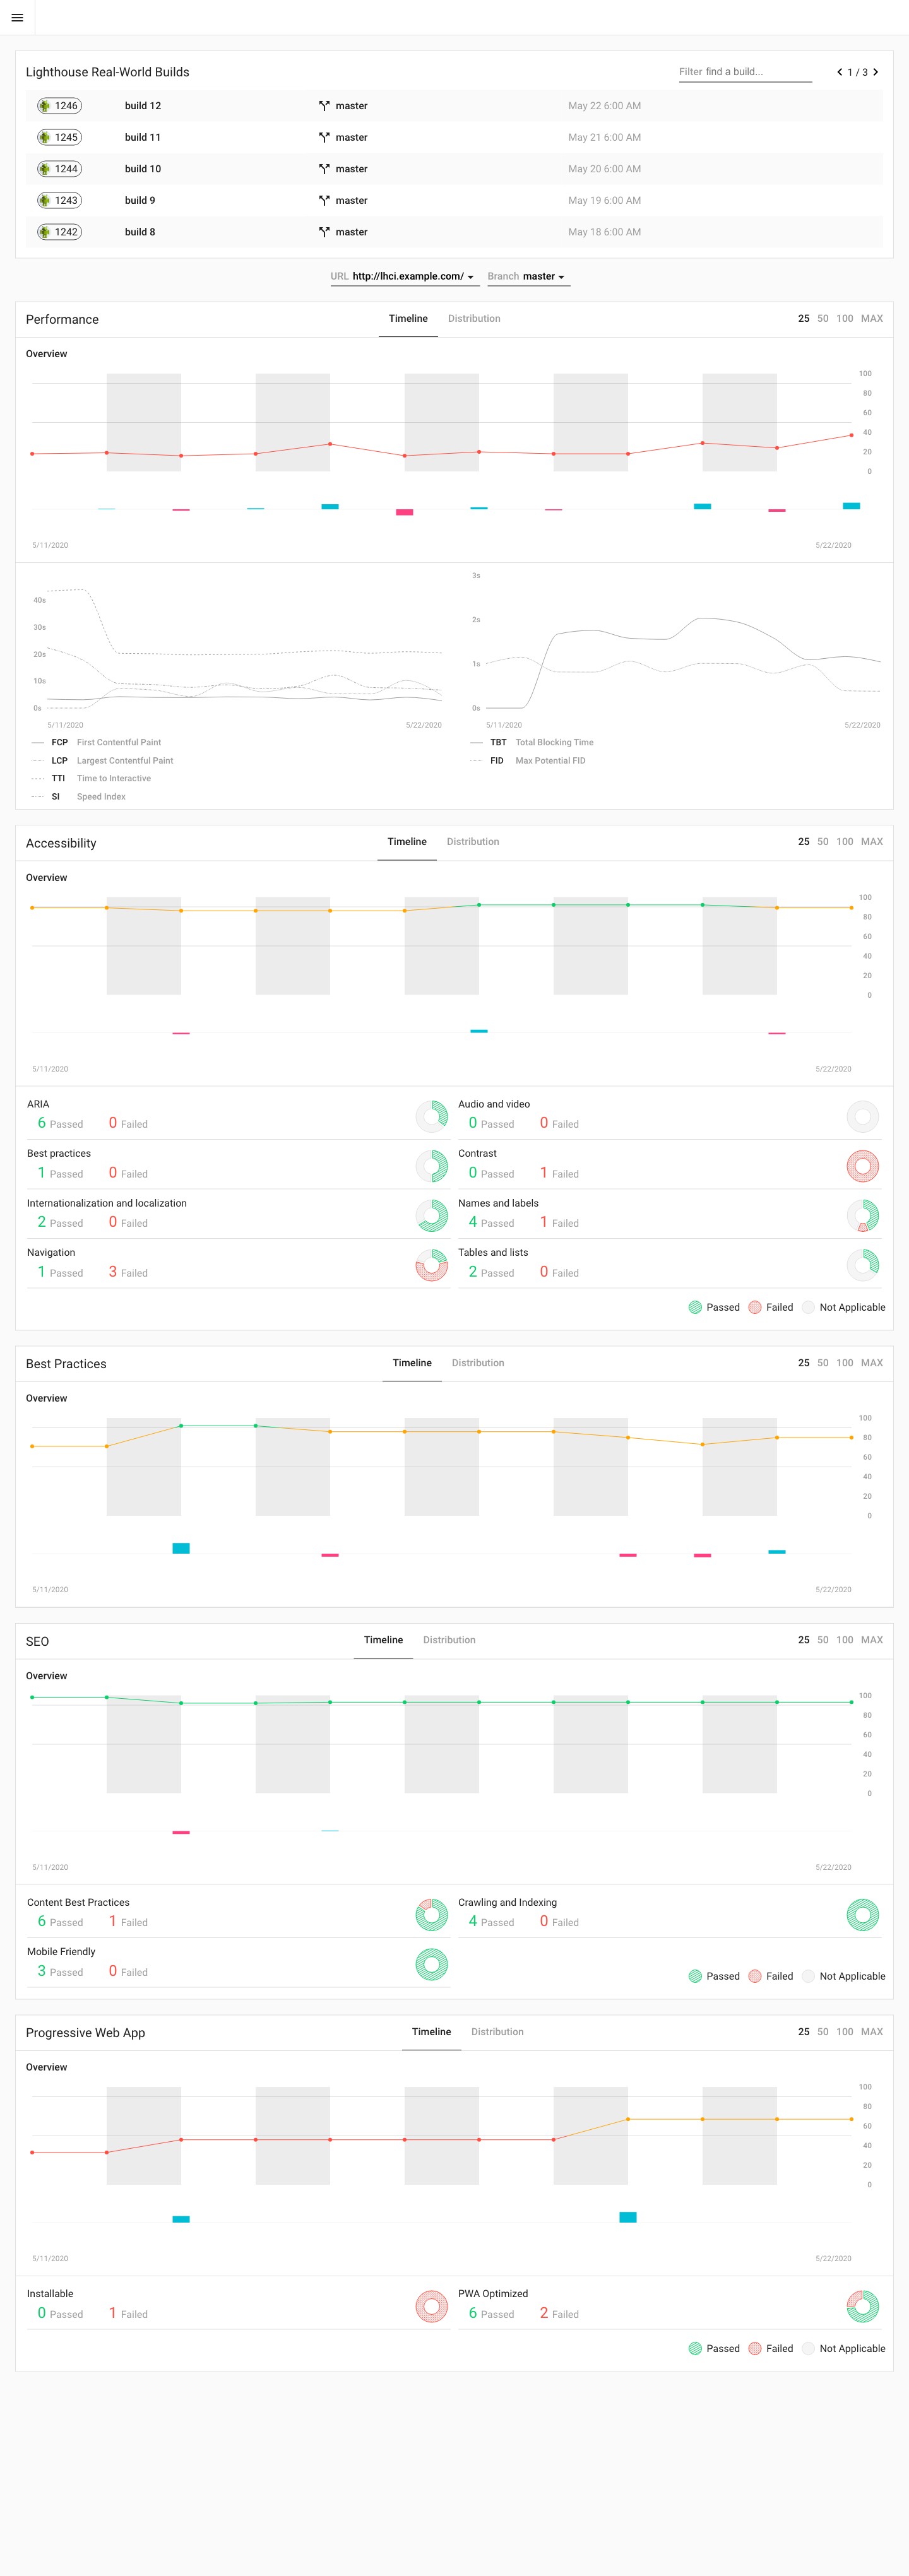 Lighthouse Real-World Builds Filter find a build... 1 / 3
1246 build 12 master May 22 6:00 AM
1245 build 11 master May 21 6:00 AM
1244 build 10 master May 20 6:00 AM
1243 build 9 master May 19 6:00 AM
1242 build 8 master May 18 6:00 AM
URL http://lhci.example.com/ Branch master
Performance Timeline Distribution 25 50 100 MAX
Overview
100
80
60
40
20
0
5/11/2020 5/22/2020
40s
30s
20s
10s
0s
5/11/2020 5/22/2020
FCP First Contentful Paint
LCP Largest Contentful Paint
TTI Time to Interactive
SI Speed Index
3s
2s
1s
0s
5/11/2020 5/22/2020
TBT Total Blocking Time
FID Max Potential FID
Accessibility Timeline Distribution 25 50 100 MAX
Overview
100
80
60
40
20
0
5/11/2020 5/22/2020
ARIA
6 Passed 0 Failed
Audio and video
0 Passed 0 Failed
Best practices
1 Passed 0 Failed
Contrast
0 Passed 1 Failed
Internationalization and localization
2 Passed 0 Failed
Names and labels
4 Passed 1 Failed
Navigation
1 Passed 3 Failed
Tables and lists
2 Passed 0 Failed
Passed Failed Not Applicable
Best Practices Timeline Distribution 25 50 100 MAX
Overview
100
80
60
40
20
0
5/11/2020 5/22/2020
SEO Timeline Distribution 25 50 100 MAX
Overview
100
80
60
40
20
0
5/11/2020 5/22/2020
Content Best Practices
6 Passed 1 Failed
Crawling and Indexing
4 Passed 0 Failed
Mobile Friendly
3 Passed 0 Failed
Passed Failed Not Applicable
Progressive Web App Timeline Distribution 25 50 100 MAX
Overview
100
80
60
40
20
0
5/11/2020 5/22/2020
Installable
0 Passed 1 Failed
PWA Optimized
6 Passed 2 Failed
Passed Failed Not Applicable